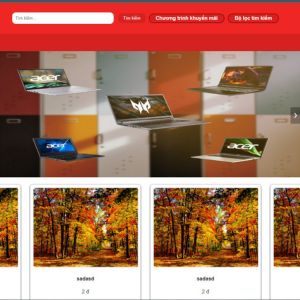 Tìm kiếm
Tìm kiếm
Chương trình khuyến mãi
Bộ lọc tìm kiếm
acer
acer
acer
sadasd
2 đ
sadasd
2 đ